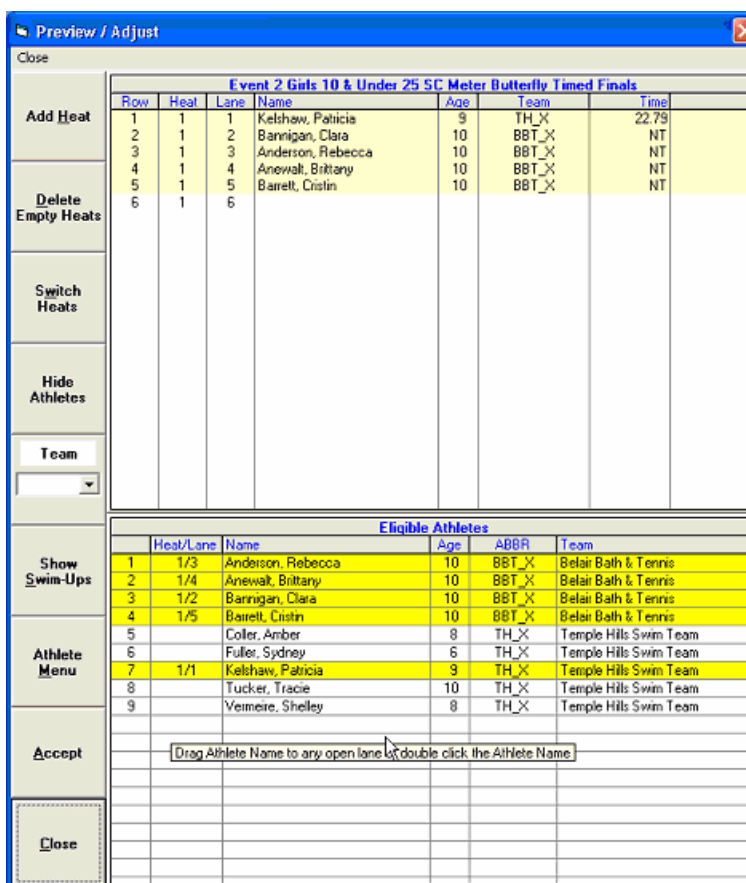 Preview / Adjust
Close
Add Heat
Delete Empty Heats
Switch Heats
Hide Athletes
Team
Show Swim-Ups
Athlete Menu
Accept
Close
Event 2 Girls 10 & Under 25 SC Meter Butterfly Timed Finals
Row Heat Lane Name Age Team Time
1 1 1 Kelshaw, Patricia 9 TH_X 22.79
2 1 2 Bannigan, Clara 10 BBT_X NT
3 1 3 Anderson, Rebecca 10 BBT_X NT
4 1 4 Anewalt, Brittany 10 BBT_X NT
5 1 5 Barrett, Cristin 10 BBT_X NT
6 1 6
Eligible Athletes
Heat/Lane Name Age ABBR Team
1 1/3 Anderson, Rebecca 10 BBT_X Belair Bath & Tennis
2 1/4 Anewalt, Brittany 10 BBT_X Belair Bath & Tennis
3 1/2 Bannigan, Clara 10 BBT_X Belair Bath & Tennis
4 1/5 Barrett, Cristin 10 BBT_X Belair Bath & Tennis
5 Coller, Amber 8 TH_X Temple Hills Swim Team
6 Fuller, Sydney 6 TH_X Temple Hills Swim Team
7 1/1 Kelshaw, Patricia 9 TH_X Temple Hills Swim Team
8 Tucker, Tracie 10 TH_X Temple Hills Swim Team
9 Vermeire, Shelley 8 TH_X Temple Hills Swim Team
Drag Athlete Name to any open lane double click the Athlete Name